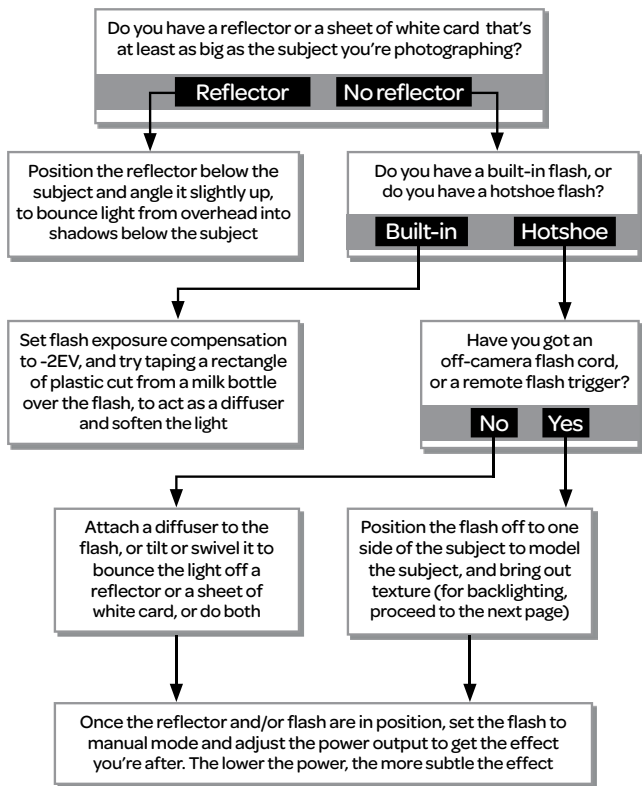 Do you have a reflector or a sheet of white card that's
at least as big as the subject you're photographing?
Reflector
No reflector
Position the reflector below the
subject and angle it slightly up,
to bounce light from overhead into
shadows below the subject
Do you have a built-in flash, or
do you have a hotshoe flash?
Built-in
Hotshoe
Set flash exposure compensation
to -2EV, and try taping a rectangle
of plastic cut from a milk bottle
over the flash, to act as a diffuser
and soften the light
Have you got an
off-camera flash cord,
or a remote flash trigger?
No
Yes
Attach a diffuser to the
flash, or tilt or swivel it to
bounce the light off a
reflector or a sheet of
white card, or do both
Position the flash off to one
side of the subject to model
the subject, and bring out
texture (for backlighting,
proceed to the next page)
Once the reflector and/or flash are in position, set the flash to
manual mode and adjust the power output to get the effect
you're after. The lower the power, the more subtle the effect